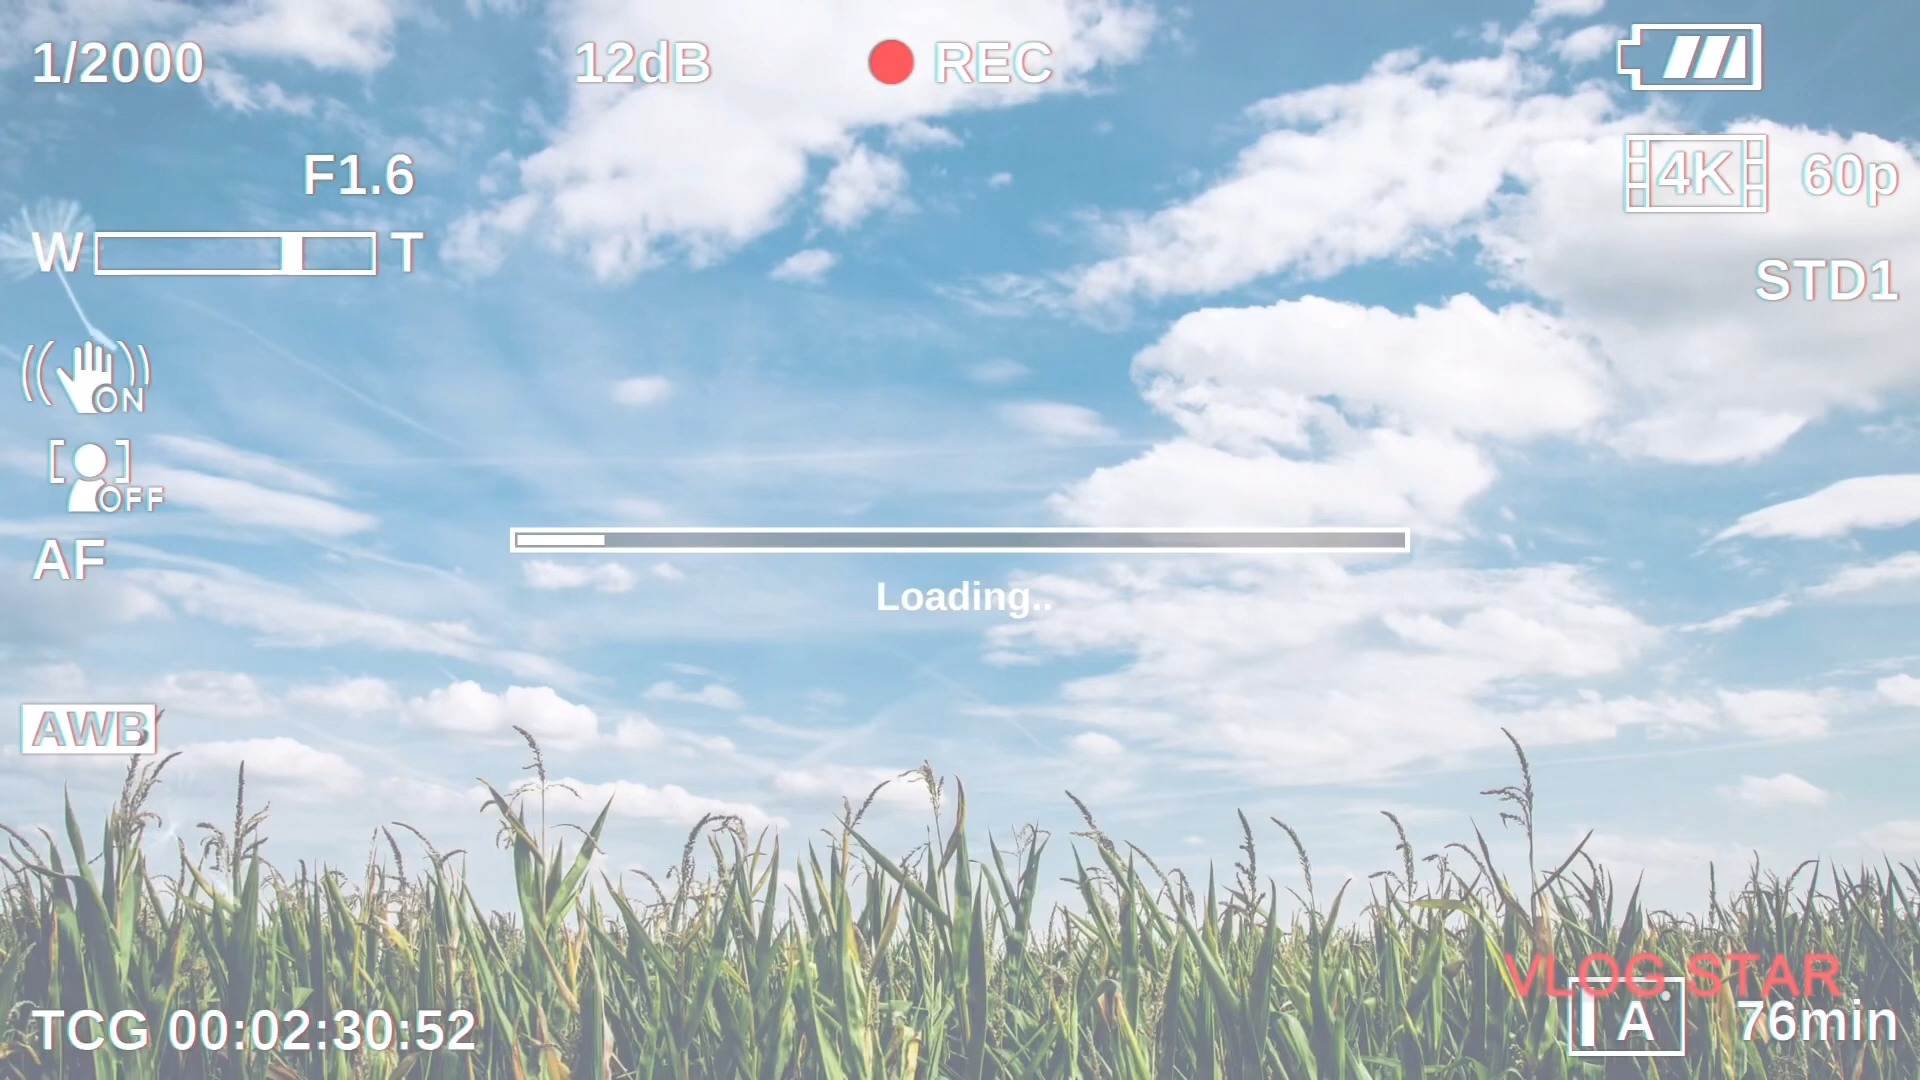 1/2000
12dB
REC
F1.6
4K 60p
W T
STD1
ON
OFF
AF
Loading..
AWB
VLOG STAR
TCG 00:02:30:52
A 76min